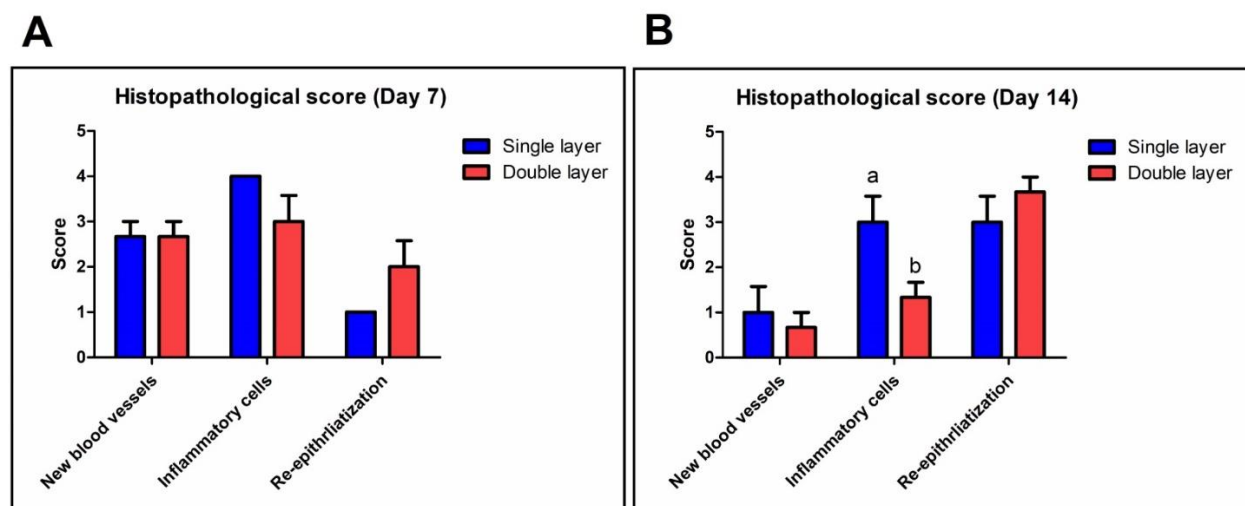 A
Histopathological score (Day 7)
Score
5
4
3
2
1
0
Single layer
Double layer
New blood vessels
Inflammatory cells
Re-epithrliatization
B
Histopathological score (Day 14)
Score
5
4
3
2
1
0
a
b
Single layer
Double layer
New blood vessels
Inflammatory cells
Re-epithrliatization